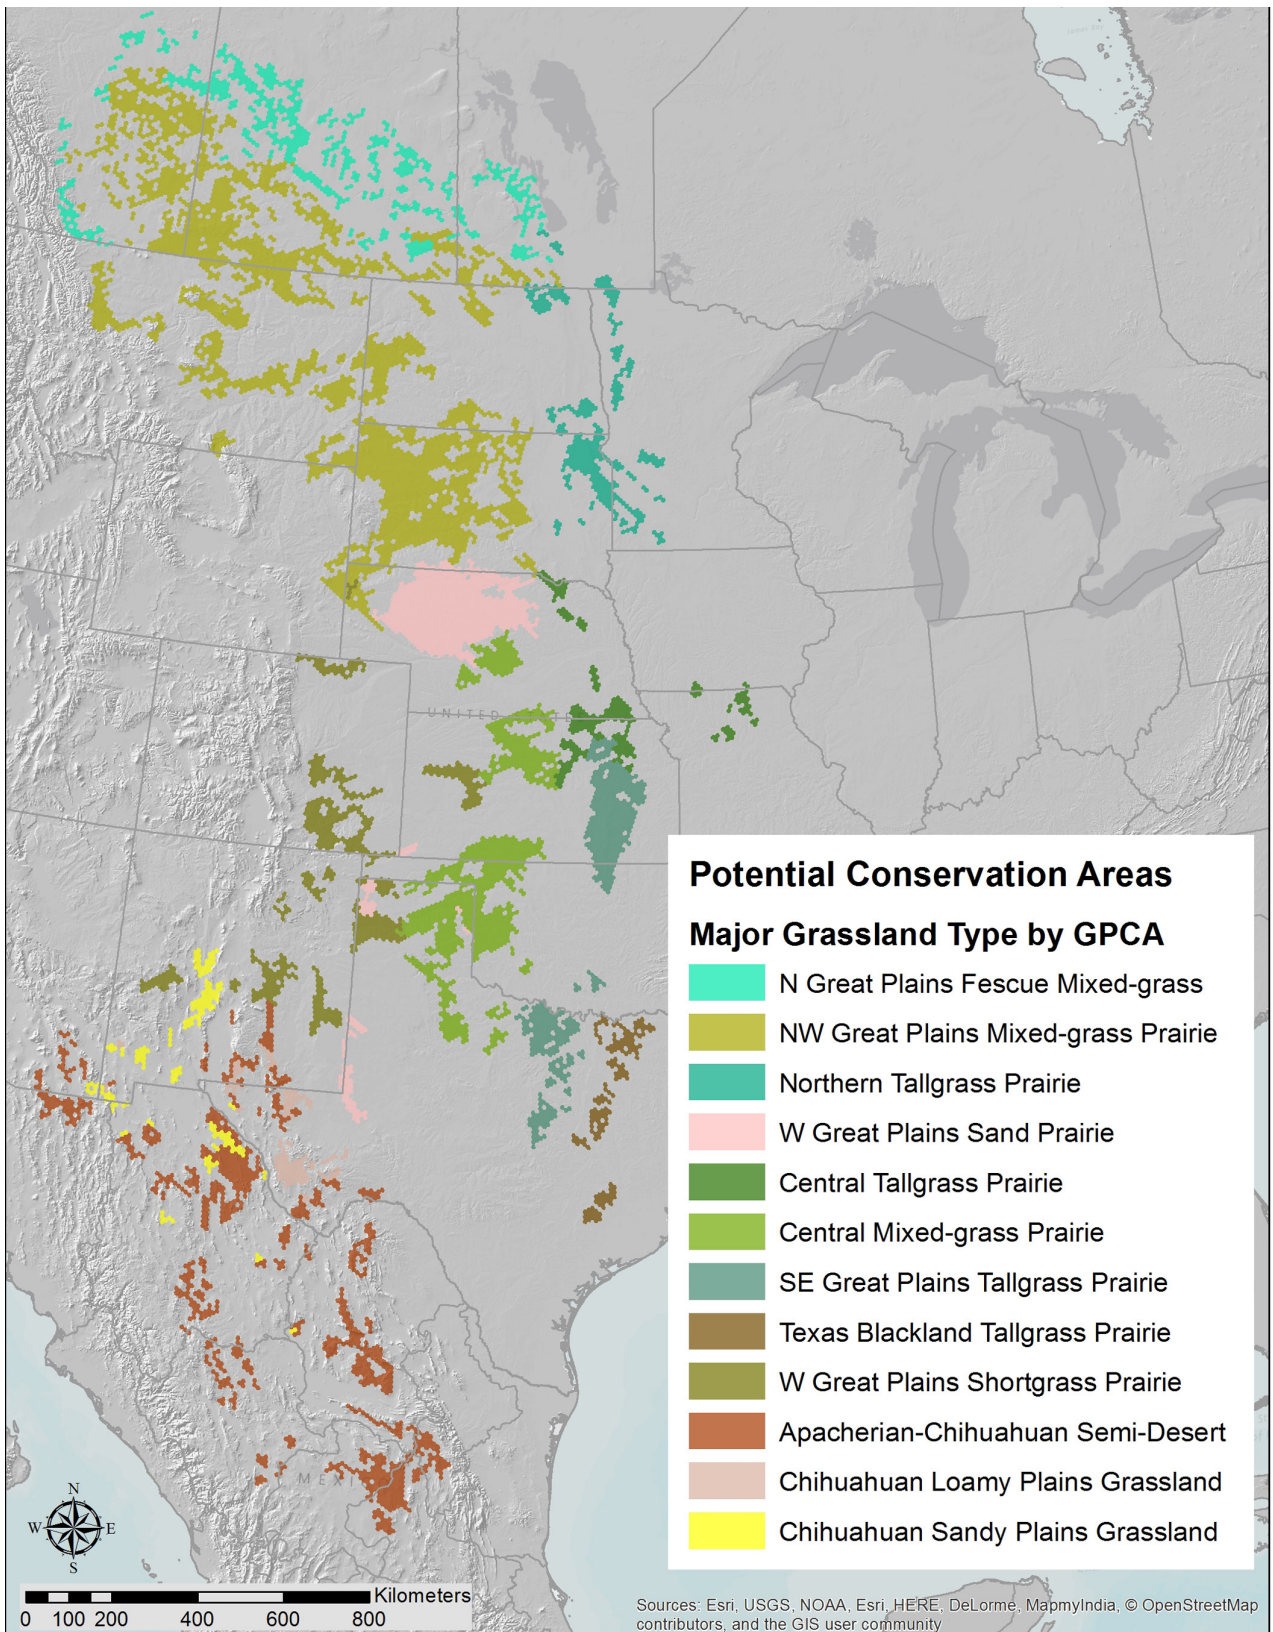 James Bay
UNITED
Potential Conservation Areas
Major Grassland Type by GPCA
N Great Plains Fescue Mixed-grass
NW Great Plains Mixed-grass Prairie
Northern Tallgrass Prairie
W Great Plains Sand Prairie
Central Tallgrass Prairie
Central Mixed-grass Prairie
SE Great Plains Tallgrass Prairie
Texas Blackland Tallgrass Prairie
W Great Plains Shortgrass Prairie
Apacherian-Chihuahuan Semi-Desert
Chihuahuan Loamy Plains Grassland
Chihuahuan Sandy Plains Grassland
N
W E
S
Kilometers
0 100 200 400 600 800
Sources: Esri, USGS, NOAA, Esri, HERE, DeLorme, MapmyIndia, © OpenStreetMap
contributors, and the GIS user community